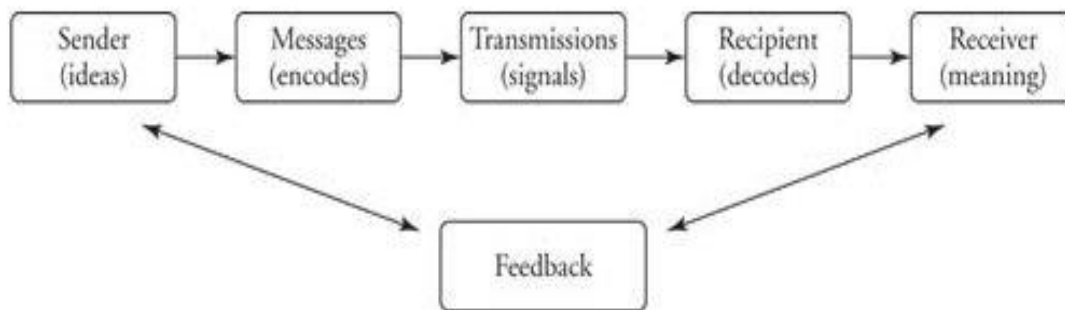 Sender
(ideas)
Messages
(encodes)
Transmissions
(signals)
Recipient
(decodes)
Receiver
(meaning)
Feedback